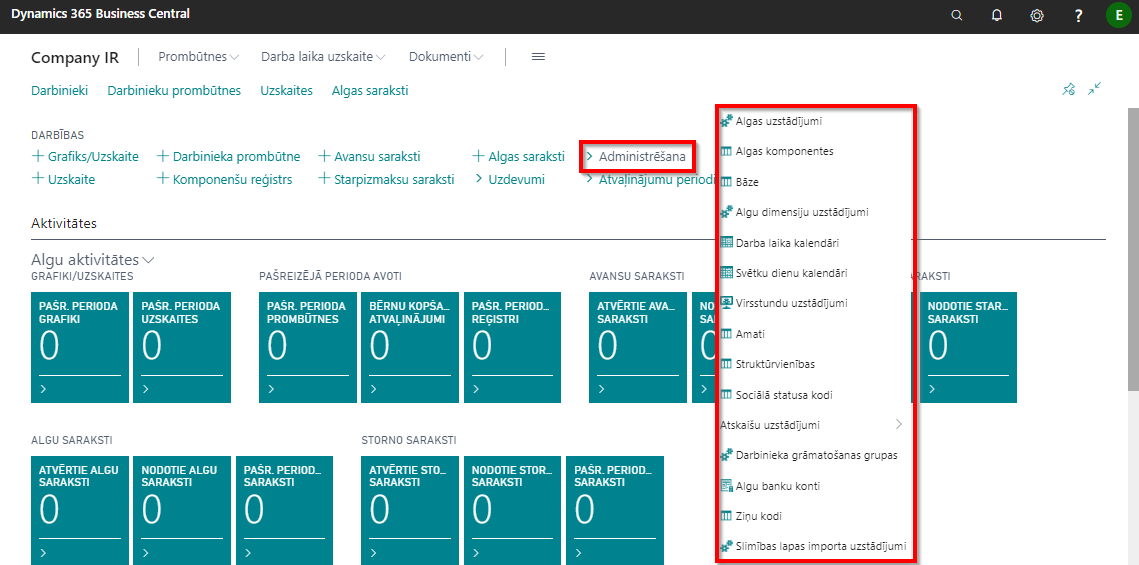 Dynamics 365 Business Central
? E
Company IR Prombūtnes Darba laika uzskaite Dokumenti
Darbinieki Darbinieku prombūtnes Uzskaites Algas saraksti
DARBĪBAS
Grafiks/Uzskaite Darbinieka prombūtne Avansu saraksti Algas saraksti Administrēšana
Uzskaite Komponenšu reģistrs Starpizmaksu saraksti Uzdevumi Atvaļinājumu periodi
Algas uzstādījumi
Algas komponentes
Bāze
Algu dimensiju uzstādījumi
Darba laika kalendāri
Svētku dienu kalendāri
Virsstundu uzstādījumi
Amati
Struktūrvienības
Sociālā statusa kodi
Atskaišu uzstādījumi
Darbinieka grāmatošanas grupas
Algu banku konti
Ziņu kodi
Slimības lapas importa uzstādījumi
Aktivitātes
Algu aktivitātes
GRAFIKI/UZSKAITES PAŠREIZĒJĀ PERIODA AVOTI AVANSU SARAKSTI
PAŠR. PERIODA GRAFIKI
0
PAŠR. PERIODA UZSKAITES
0
PAŠR. PERIODA PROMBŪTNES
0
BĒRNU KOPŠA... ATVAĻINĀJUMI
0
PAŠR. PERIOD... REĢISTRI
0
ATVĒRTIE AVA... SARAKSTI
0
NODOTIE STAR... SARAKSTI
0
ALGU SARAKSTI STORNO SARAKSTI
ATVĒRTIE ALGU SARAKSTI
0
NODOTIE ALGU SARAKSTI
0
PAŠR. PERIOD... SARAKSTI
0
ATVĒRTIE STO... SARAKSTI
0
NODOTIE STOR... SARAKSTI
0
PAŠR. PERIOD... SARAKSTI
0